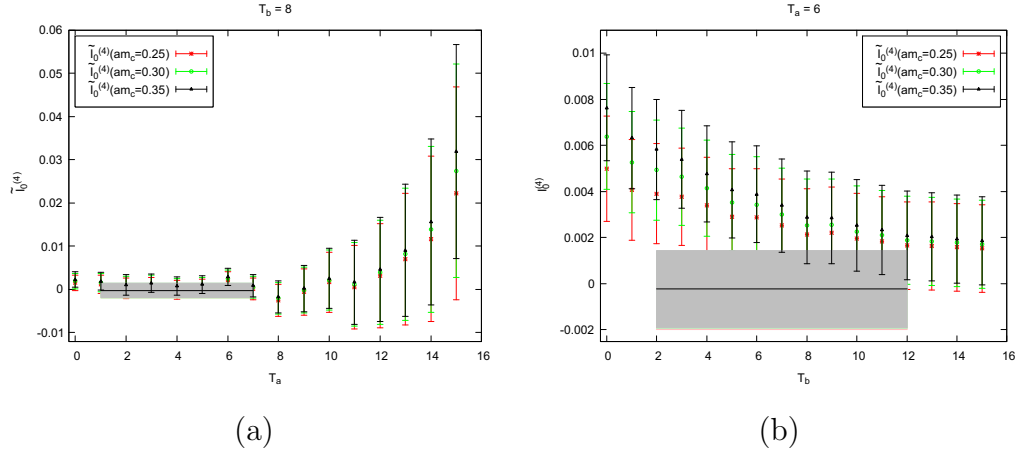 T_b = 8
Ĩ_0^(4)(am_c=0.25)
Ĩ_0^(4)(am_c=0.30)
Ĩ_0^(4)(am_c=0.35)
0.06
0.05
0.04
0.03
0.02
0.01
0
-0.01
Ĩ_0^(4)
0 2 4 6 8 10 12 14 16
T_a
(a)
T_a = 6
Ĩ_0^(4)(am_c=0.25)
Ĩ_0^(4)(am_c=0.30)
Ĩ_0^(4)(am_c=0.35)
0.01
0.008
0.006
0.004
0.002
0
-0.002
Ĩ_0^(4)
0 2 4 6 8 10 12 14 16
T_b
(b)